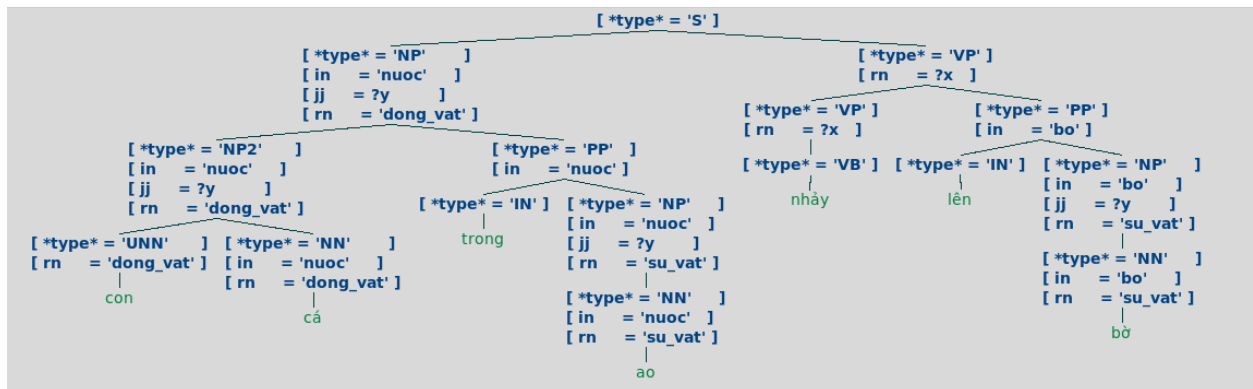 [ *type* = 'S' ]
[ *type* = 'NP' ]
[ in = 'nuoc' ]
[ jj = ?y ]
[ rn = 'dong_vat' ]
[ *type* = 'VP' ]
[ rn = ?x ]
[ *type* = 'NP2' ]
[ in = 'nuoc' ]
[ jj = ?y ]
[ rn = 'dong_vat' ]
[ *type* = 'PP' ]
[ in = 'nuoc' ]
[ *type* = 'VP' ]
[ rn = ?x ]
[ *type* = 'PP' ]
[ in = 'bo' ]
[ *type* = 'UNN' ]
[ rn = 'dong_vat' ]
con
[ *type* = 'NN' ]
[ in = 'nuoc' ]
[ rn = 'dong_vat' ]
cá
[ *type* = 'IN' ]
trong
[ *type* = 'NP' ]
[ in = 'nuoc' ]
[ jj = ?y ]
[ rn = 'su_vat' ]
[ *type* = 'NN' ]
[ in = 'nuoc' ]
[ rn = 'su_vat' ]
ao
[ *type* = 'VB' ]
nhảy
[ *type* = 'IN' ]
lên
[ *type* = 'NP' ]
[ in = 'bo' ]
[ jj = ?y ]
[ rn = 'su_vat' ]
[ *type* = 'NN' ]
[ in = 'bo' ]
[ rn = 'su_vat' ]
bờ